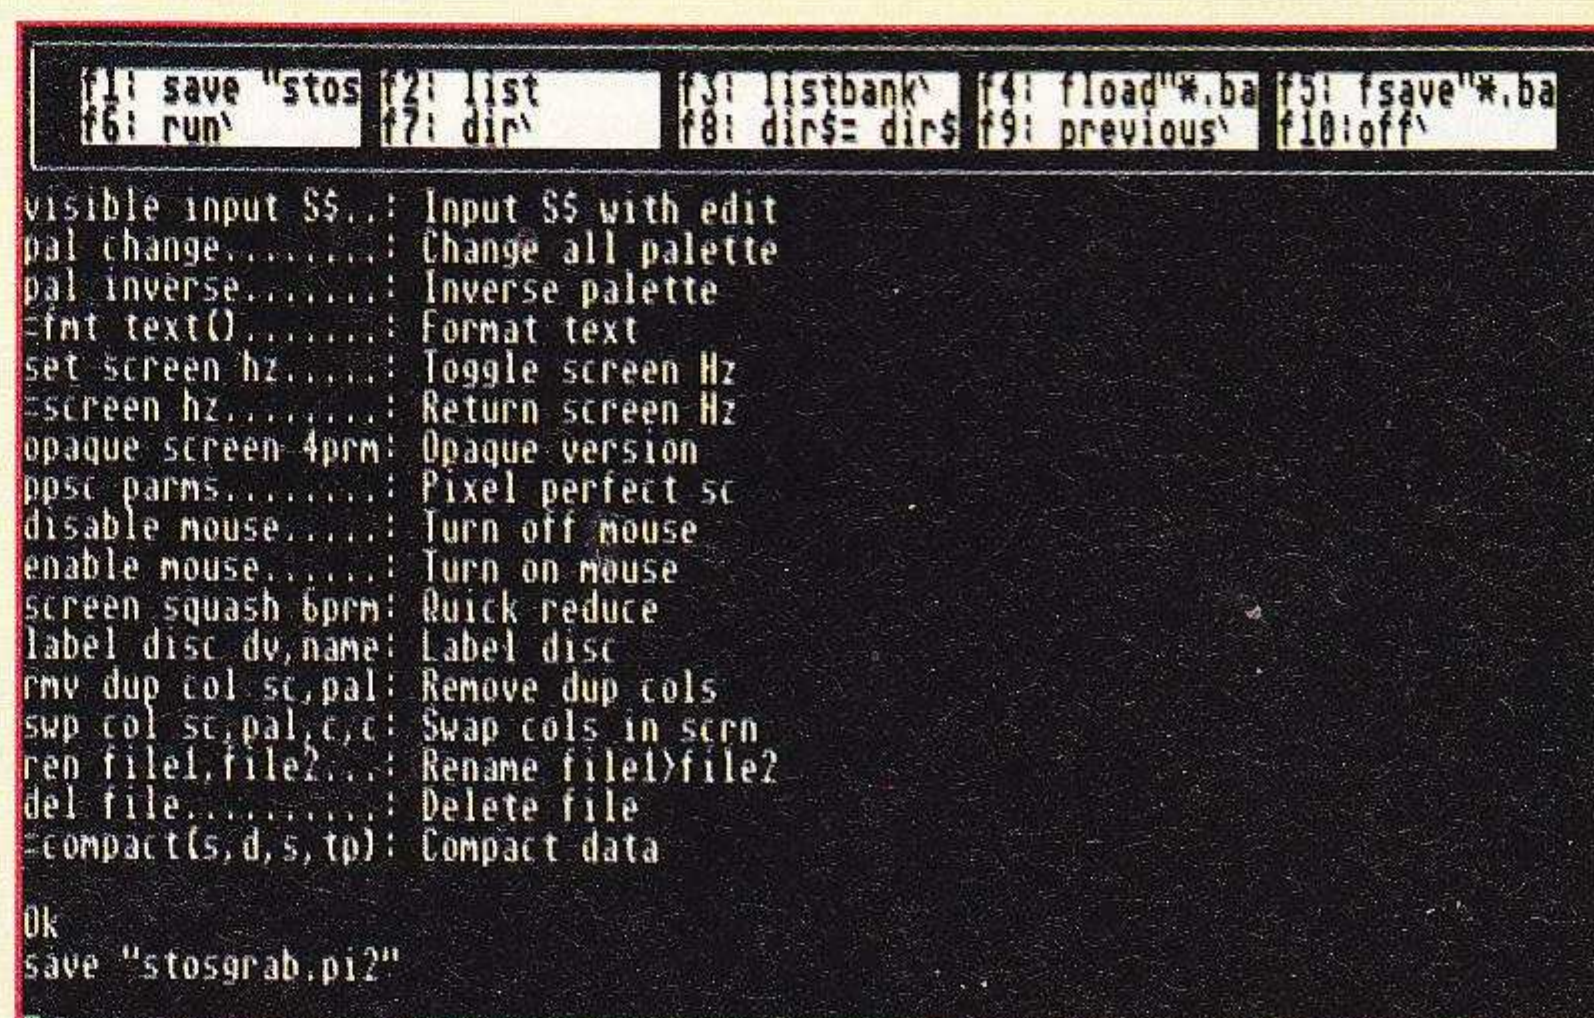 f1: save "stos f2: list f3: listbank` f4: fload"*.ba f5: fsave"*.ba
f6: run` f7: dir` f8: dir$= dir$ f9: previous` f10:off`
visible input S$..: Input S$ with edit
pal change........: Change all palette
pal inverse.......: Inverse palette
=fmt text().......: Format text
set screen hz.....: Toggle screen Hz
=screen hz........: Return screen Hz
opaque screen 4prm: Opaque version
ppsc parms........: Pixel perfect sc
disable mouse.....: Turn off mouse
enable mouse......: Turn on mouse
screen squash 6prm: Quick reduce
label disc dv,name: Label disc
rmv dup col sc,pal: Remove dup cols
swp col sc,pal,c,c: Swap cols in scrn
ren file1,file2...: Rename file1>file2
del file..........: Delete file
=compact(s,d,s,tp): Compact data
Ok
save "stosgrab.pi2"